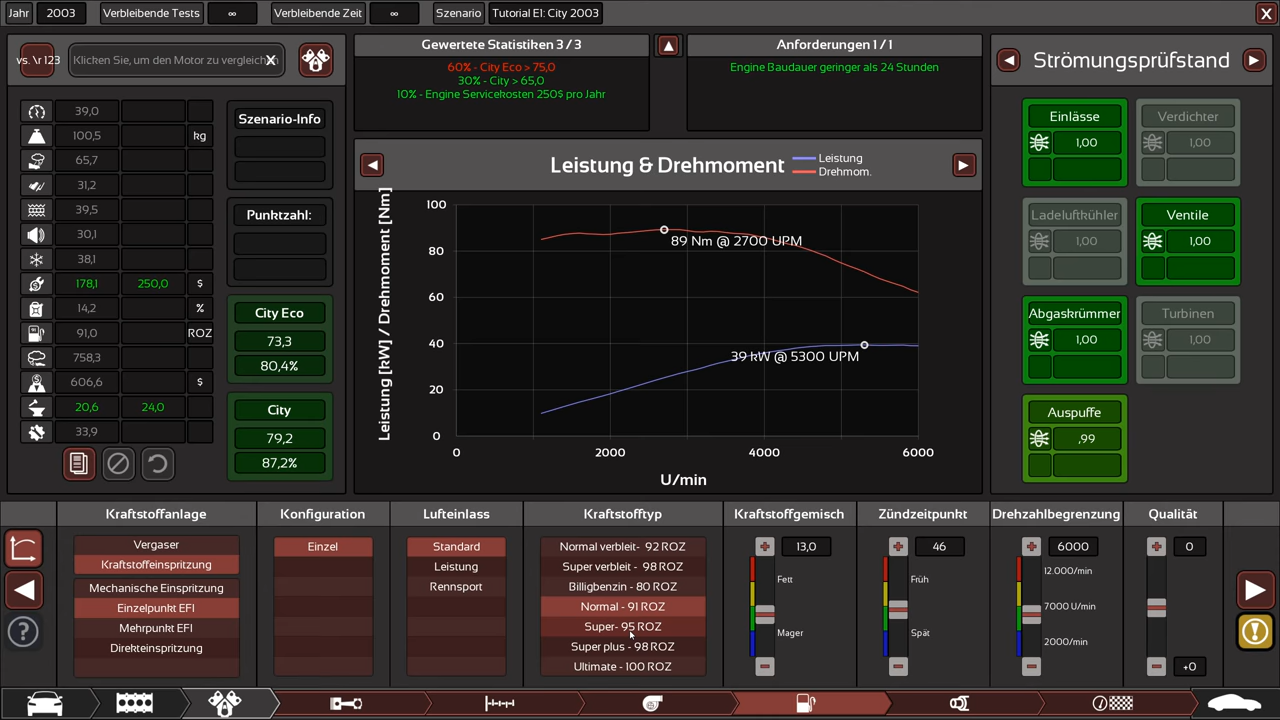 Jahr 2003 Verbleibende Tests ∞ Verbleibende Zeit ∞ Szenario Tutorial E1: City 2003 X
vs. \r 123 Klicken Sie, um den Motor zu vergleichen X
39,0
100,5 kg
65,7
31,2
39,5
30,1
38,1
178,1 250,0 $
14,2 %
91,0 ROZ
758,3
606,6 $
20,6 24,0
33,9
Szenario-Info
Punktzahl:
City Eco
73,3
80,4%
City
79,2
87,2%
Gewertete Statistiken 3 / 3
60% - City Eco > 75,0
30% - City > 65,0
10% - Engine Servicekosten 250$ pro Jahr
Anforderungen 1 / 1
Engine Baudauer geringer als 24 Stunden
Leistung & Drehmoment
Leistung
Drehmom.
Leistung [kW] / Drehmoment [Nm]
100
80
60
40
20
0
89 Nm @ 2700 UPM
39 kW @ 5300 UPM
0 2000 4000 6000
U/min
Strömungsprüfstand
Einlässe
1,00
Verdichter
1,00
Ladeluftkühler
1,00
Ventile
1,00
Abgaskrümmer
1,00
Turbinen
1,00
Auspuffe
,99
Kraftstoffanlage
Vergaser
Kraftstoffeinspritzung
Mechanische Einspritzung
Einzelpunkt EFI
Mehrpunkt EFI
Direkteinspritzung
Konfiguration
Einzel
Lufteinlass
Standard
Leistung
Rennsport
Kraftstofftyp
Normal verbleit- 92 ROZ
Super verbleit - 98 ROZ
Billigbenzin - 80 ROZ
Normal - 91 ROZ
Super- 95 ROZ
Super plus - 98 ROZ
Ultimate - 100 ROZ
Kraftstoffgemisch
13,0
Fett
Mager
Zündzeitpunkt
46
Früh
Spät
Drehzahlbegrenzung
6000
12.000/min
7000 U/min
2000/min
Qualität
0
+0